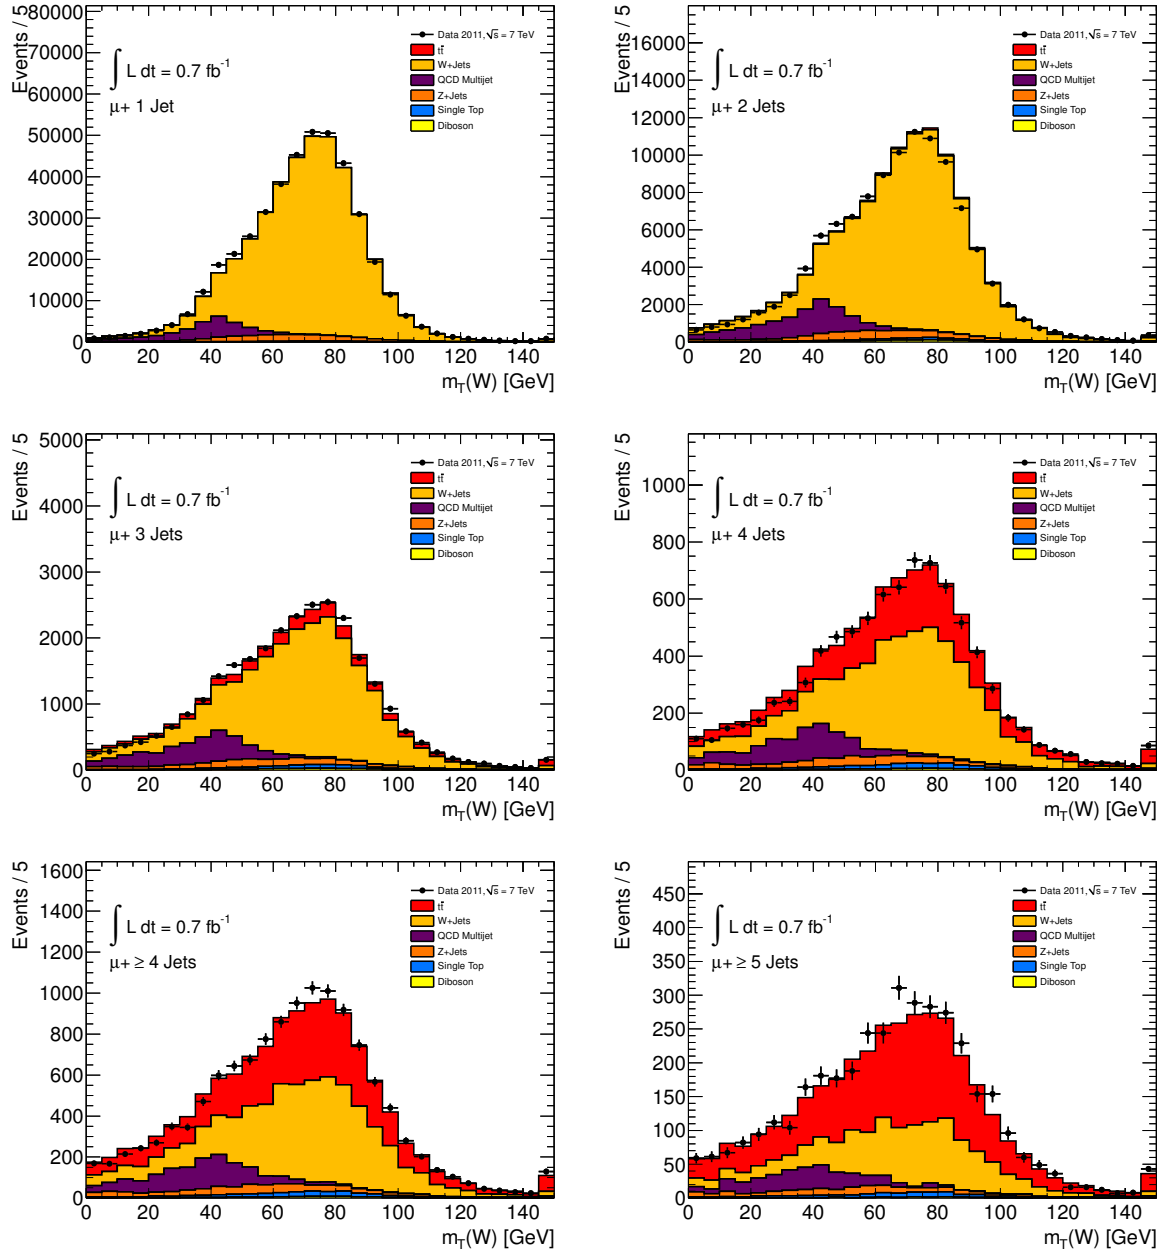 Events / 5
80000
70000
60000
50000
40000
30000
20000
10000
0
∫ L dt = 0.7 fb⁻¹
μ+ 1 Jet
Data 2011, √s = 7 TeV
tt̄
W+Jets
QCD Multijet
Z+Jets
Single Top
Diboson
0 20 40 60 80 100 120 140
m_T(W) [GeV]
Events / 5
16000
14000
12000
10000
8000
6000
4000
2000
0
∫ L dt = 0.7 fb⁻¹
μ+ 2 Jets
Data 2011, √s = 7 TeV
tt̄
W+Jets
QCD Multijet
Z+Jets
Single Top
Diboson
0 20 40 60 80 100 120 140
m_T(W) [GeV]
Events / 5
5000
4000
3000
2000
1000
0
∫ L dt = 0.7 fb⁻¹
μ+ 3 Jets
Data 2011, √s = 7 TeV
tt̄
W+Jets
QCD Multijet
Z+Jets
Single Top
Diboson
0 20 40 60 80 100 120 140
m_T(W) [GeV]
Events / 5
1000
800
600
400
200
0
∫ L dt = 0.7 fb⁻¹
μ+ 4 Jets
Data 2011, √s = 7 TeV
tt̄
W+Jets
QCD Multijet
Z+Jets
Single Top
Diboson
0 20 40 60 80 100 120 140
m_T(W) [GeV]
Events / 5
1600
1400
1200
1000
800
600
400
200
0
∫ L dt = 0.7 fb⁻¹
μ+ ≥ 4 Jets
Data 2011, √s = 7 TeV
tt̄
W+Jets
QCD Multijet
Z+Jets
Single Top
Diboson
0 20 40 60 80 100 120 140
m_T(W) [GeV]
Events / 5
450
400
350
300
250
200
150
100
50
0
∫ L dt = 0.7 fb⁻¹
μ+ ≥ 5 Jets
Data 2011, √s = 7 TeV
tt̄
W+Jets
QCD Multijet
Z+Jets
Single Top
Diboson
0 20 40 60 80 100 120 140
m_T(W) [GeV]